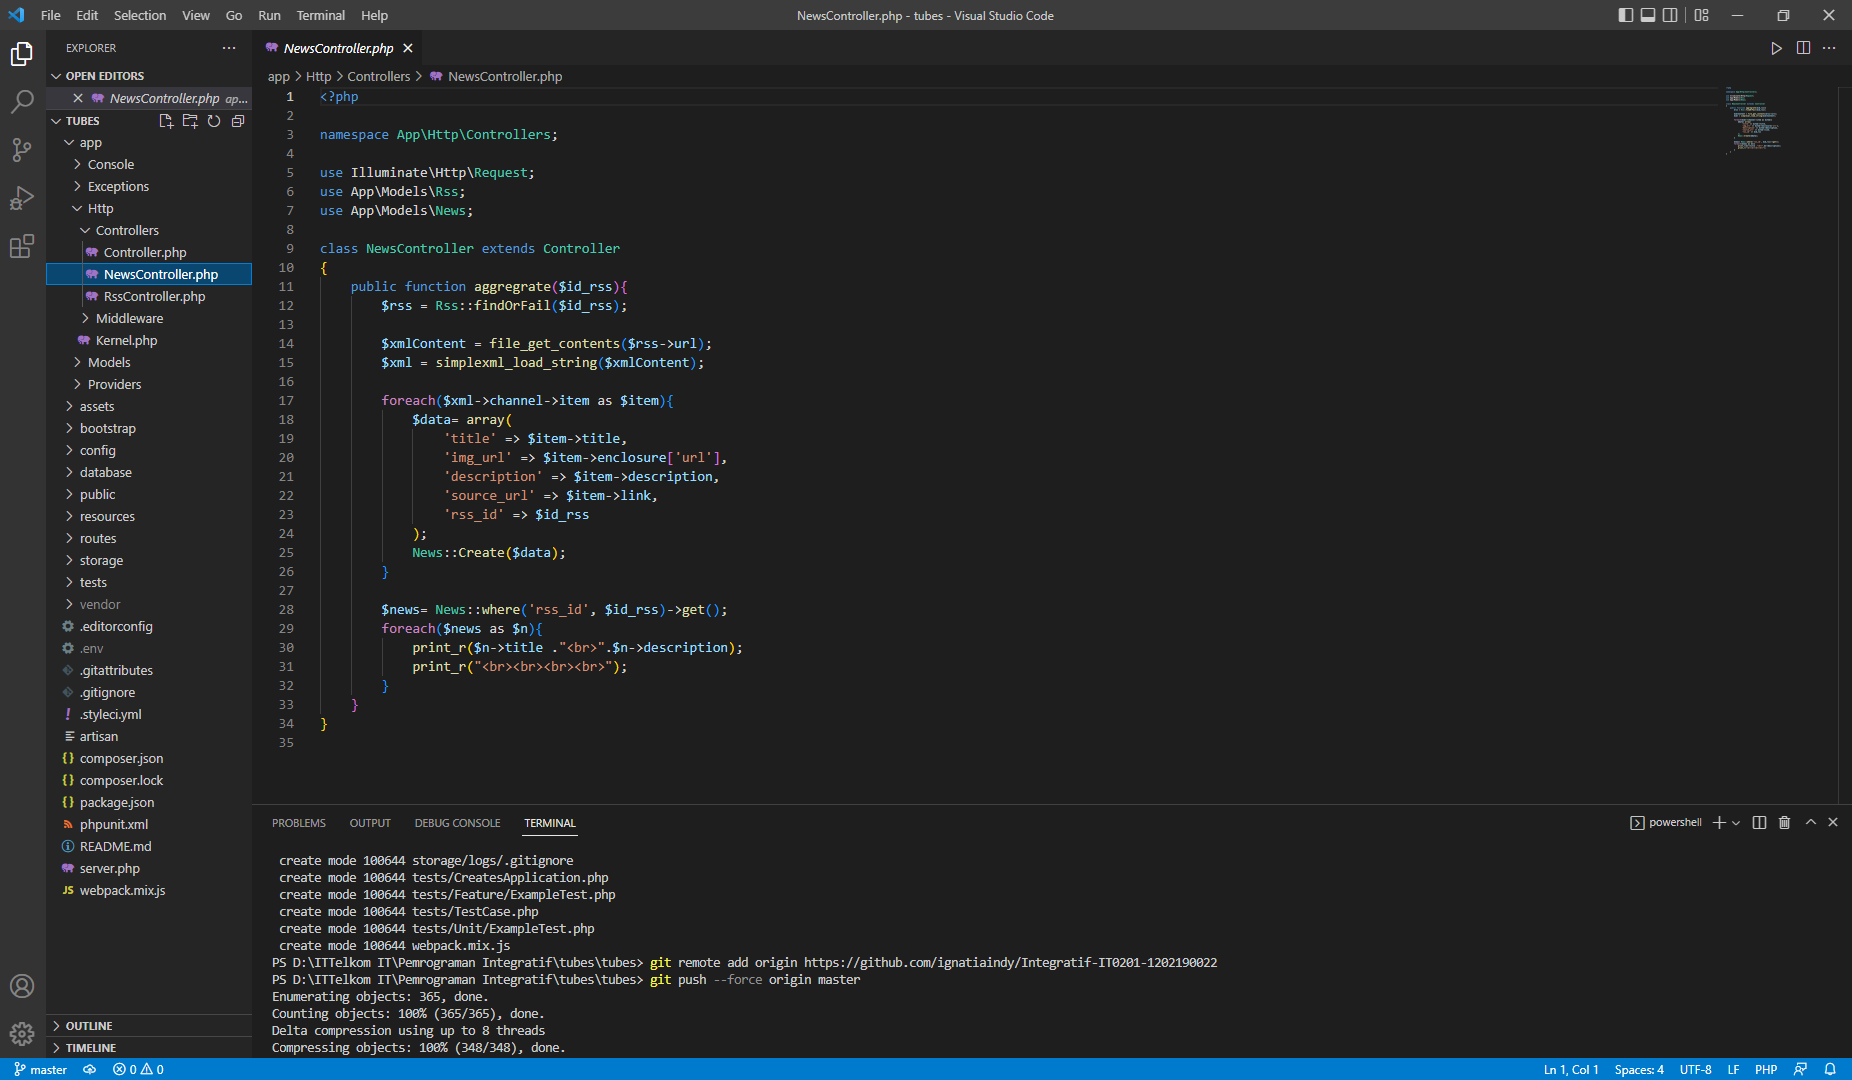 File Edit Selection View Go Run Terminal Help
NewsController.php - tubes - Visual Studio Code
EXPLORER
OPEN EDITORS
NewsController.php ap...
TUBES
app
Console
Exceptions
Http
Controllers
Controller.php
NewsController.php
RssController.php
Middleware
Kernel.php
Models
Providers
assets
bootstrap
config
database
public
resources
routes
storage
tests
vendor
.editorconfig
.env
.gitattributes
.gitignore
.styleci.yml
artisan
composer.json
composer.lock
package.json
phpunit.xml
README.md
server.php
JS webpack.mix.js
OUTLINE
TIMELINE
NewsController.php
app > Http > Controllers > NewsController.php
1 <?php
2
3 namespace App\Http\Controllers;
4
5 use Illuminate\Http\Request;
6 use App\Models\Rss;
7 use App\Models\News;
8
9 class NewsController extends Controller
10 {
11 public function aggregrate($id_rss){
12 $rss = Rss::findOrFail($id_rss);
13
14 $xmlContent = file_get_contents($rss->url);
15 $xml = simplexml_load_string($xmlContent);
16
17 foreach($xml->channel->item as $item){
18 $data= array(
19 'title' => $item->title,
20 'img_url' => $item->enclosure['url'],
21 'description' => $item->description,
22 'source_url' => $item->link,
23 'rss_id' => $id_rss
24 );
25 News::Create($data);
26 }
27
28 $news= News::where('rss_id', $id_rss)->get();
29 foreach($news as $n){
30 print_r($n->title ."<br>".$n->description);
31 print_r("<br><br><br><br>");
32 }
33 }
34 }
35
PROBLEMS OUTPUT DEBUG CONSOLE TERMINAL
powershell
create mode 100644 storage/logs/.gitignore
create mode 100644 tests/CreatesApplication.php
create mode 100644 tests/Feature/ExampleTest.php
create mode 100644 tests/TestCase.php
create mode 100644 tests/Unit/ExampleTest.php
create mode 100644 webpack.mix.js
PS D:\ITTelkom IT\Pemrograman Integratif\tubes\tubes> git remote add origin https://github.com/ignatiaindy/Integratif-IT0201-1202190022
PS D:\ITTelkom IT\Pemrograman Integratif\tubes\tubes> git push --force origin master
Enumerating objects: 365, done.
Counting objects: 100% (365/365), done.
Delta compression using up to 8 threads
Compressing objects: 100% (348/348), done.
master 0 0
Ln 1, Col 1 Spaces: 4 UTF-8 LF PHP